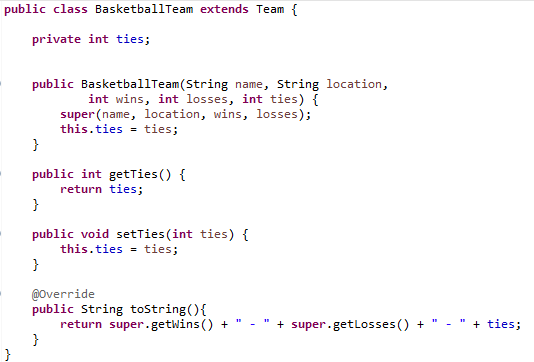 public class BasketballTeam extends Team {
private int ties;
public BasketballTeam(String name, String location,
int wins, int losses, int ties) {
super(name, location, wins, losses);
this.ties = ties;
}
public int getTies() {
return ties;
}
public void setTies(int ties) {
this.ties = ties;
}
@Override
public String toString(){
return super.getWins() + " - " + super.getLosses() + " - " + ties;
}
}